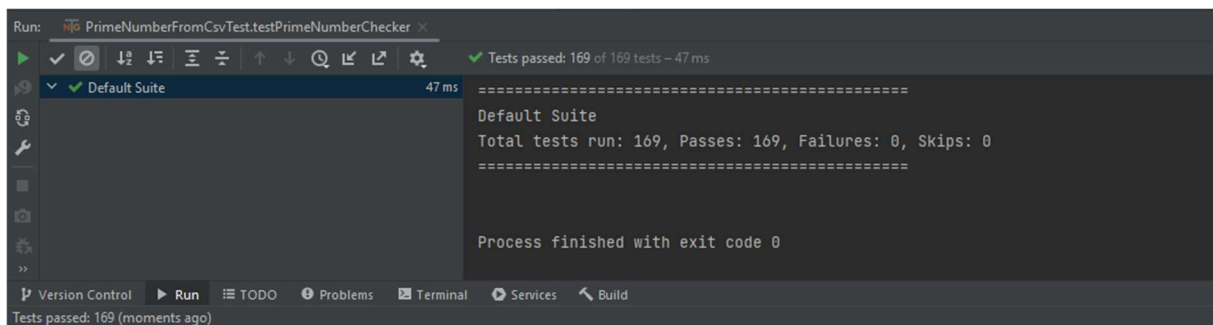 Run: PrimeNumberFromCsvTest.testPrimeNumberChecker
Tests passed: 169 of 169 tests – 47 ms
Default Suite 47 ms
===============================================
Default Suite
Total tests run: 169, Passes: 169, Failures: 0, Skips: 0
===============================================
Process finished with exit code 0
Version Control Run TODO Problems Terminal Services Build
Tests passed: 169 (moments ago)